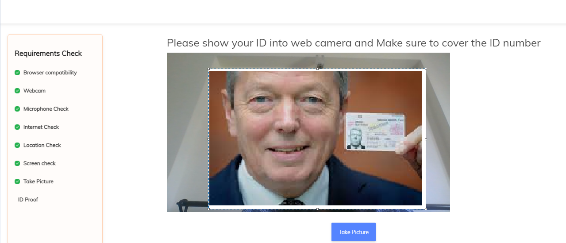 Please show your ID into web camera and Make sure to cover the ID number
Requirements Check
Browser compatibility
Webcam
Microphone Check
Internet Check
Location Check
Screen check
Take Picture
ID Proof
Take Picture